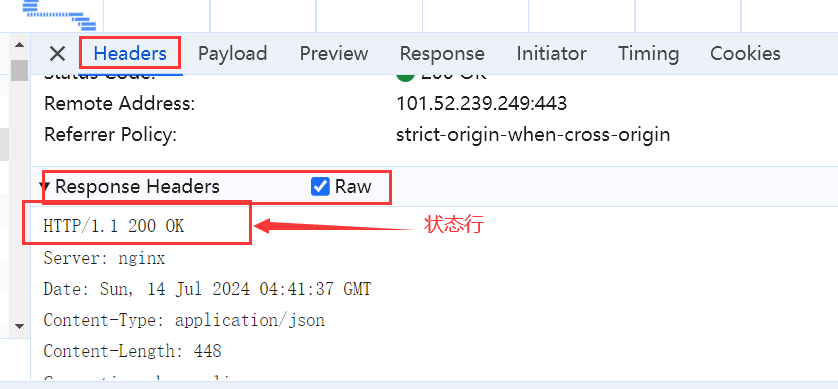 Headers Payload Preview Response Initiator Timing Cookies
Status Code: 200 OK
Remote Address: 101.52.239.249:443
Referrer Policy: strict-origin-when-cross-origin
Response Headers Raw
HTTP/1.1 200 OK 状态行
Server: nginx
Date: Sun, 14 Jul 2024 04:41:37 GMT
Content-Type: application/json
Content-Length: 448